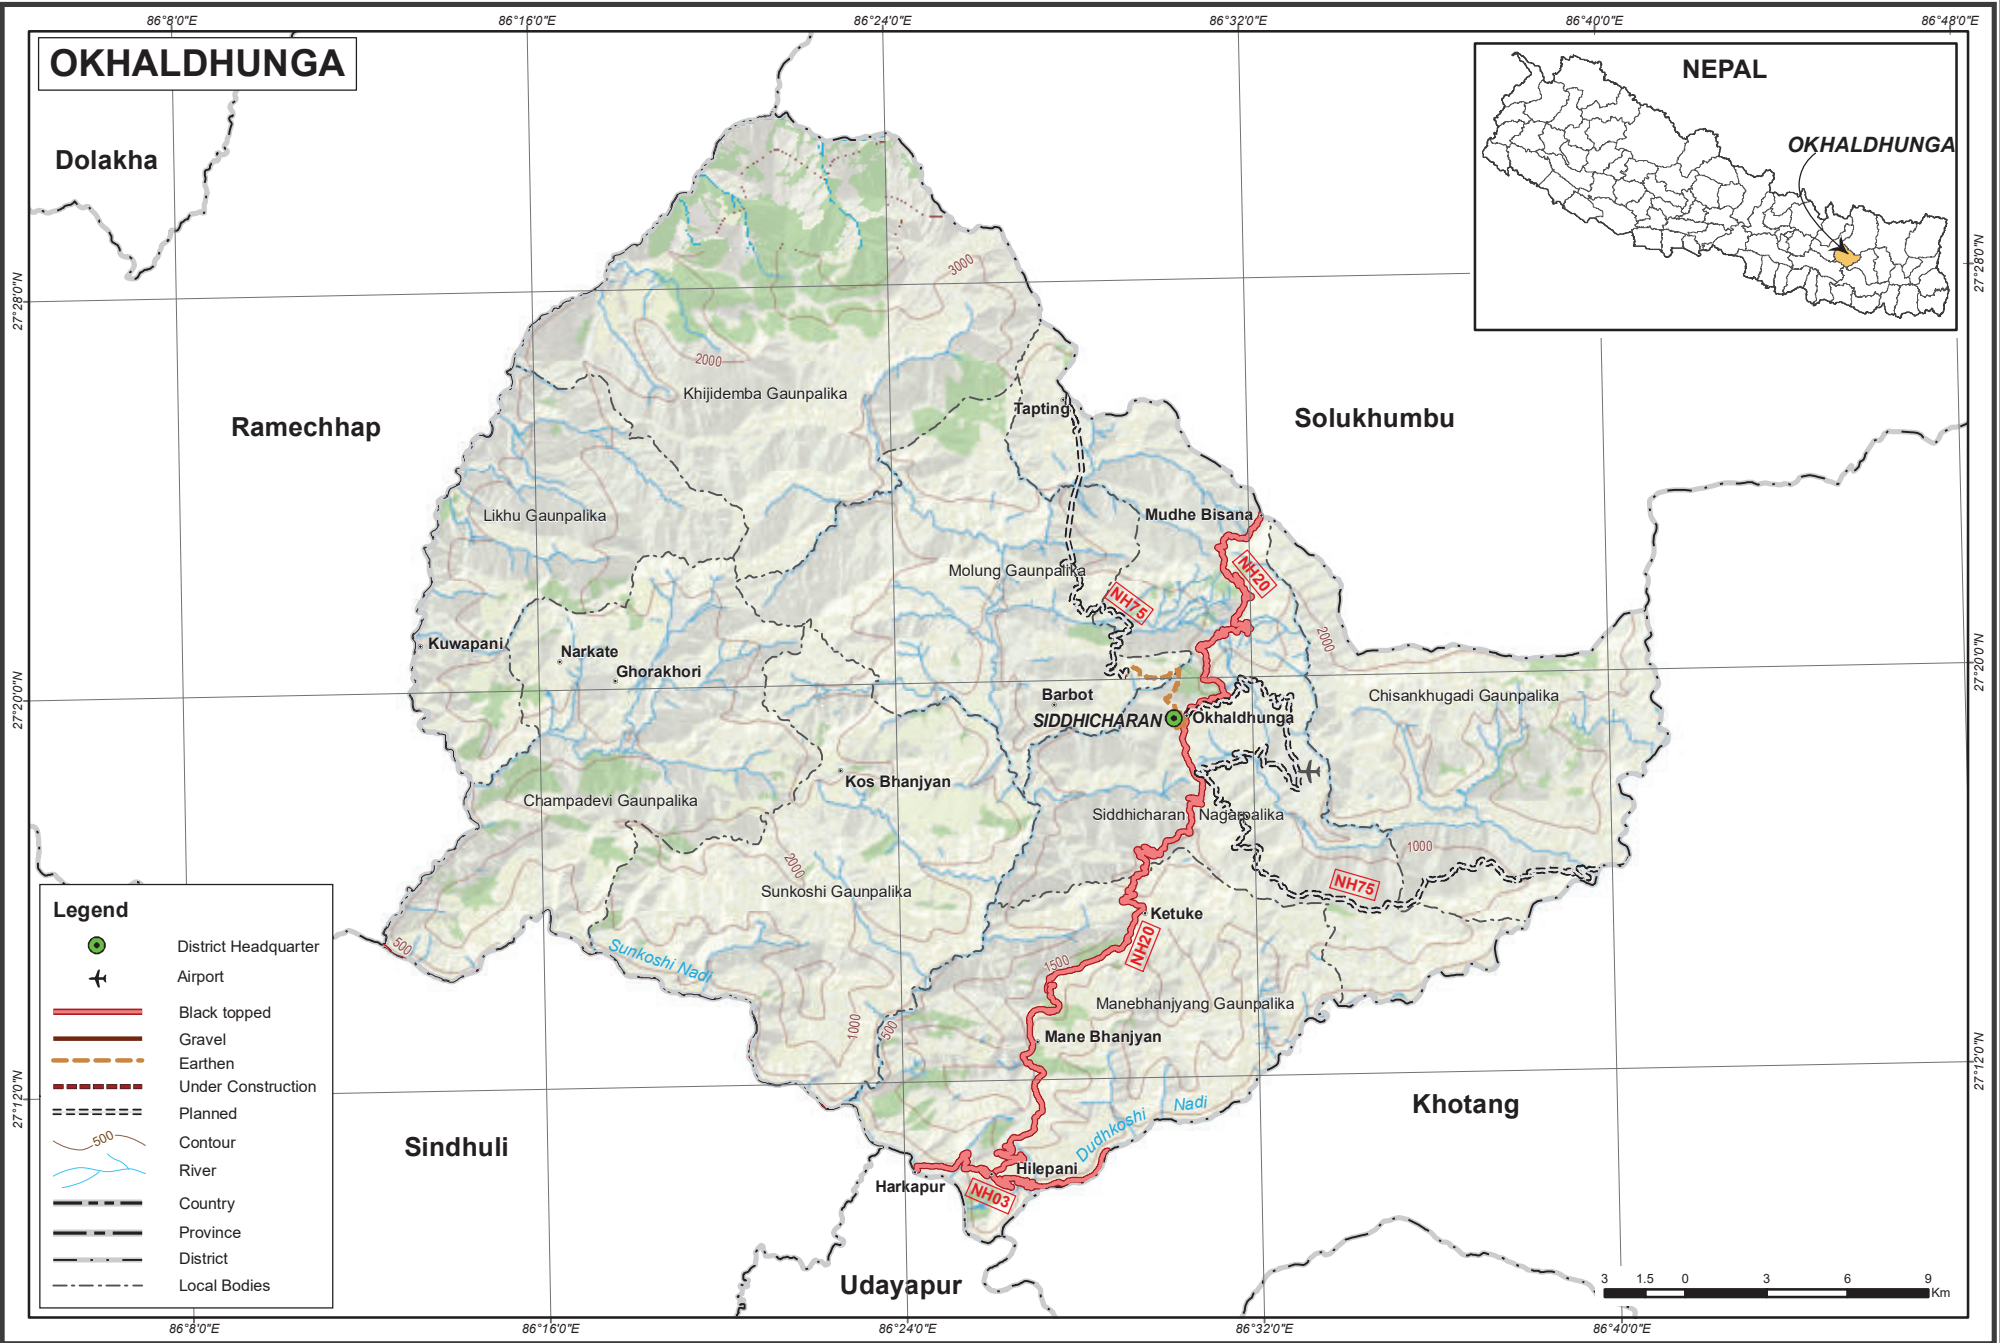 86°8'0"E
86°16'0"E
86°24'0"E
86°32'0"E
86°40'0"E
86°48'0"E
OKHALDHUNGA
NEPAL
OKHALDHUNGA
Dolakha
27°28'0"N
27°28'0"N
3000
2000
Khijidemba Gaunpalika
Tapting
Ramechhap
Solukhumbu
Likhu Gaunpalika
Mudhe Bisana
Molung Gaunpalika
NH20
NH75
2000
Kuwapani
Narkate
Ghorakhori
27°20'0"N
27°20'0"N
Barbot
Chisankhugadi Gaunpalika
SIDDHICHARAN
Okhaldhunga
Kos Bhanjyan
Champadevi Gaunpalika
Siddhicharan Nagarpalika
1000
2000
Sunkoshi Gaunpalika
NH75
Ketuke
500
Sunkoshi Nadi
NH20
1500
Manebhanjyang Gaunpalika
1000
500
Mane Bhanjyan
27°12'0"N
27°12'0"N
Dudhkoshi Nadi
Khotang
Sindhuli
Hilepani
Harkapur
NH03
Udayapur
Legend
District Headquarter
Airport
Black topped
Gravel
Earthen
Under Construction
Planned
500
Contour
River
Country
Province
District
Local Bodies
3 1.5 0 3 6 9
Km
86°8'0"E
86°16'0"E
86°24'0"E
86°32'0"E
86°40'0"E